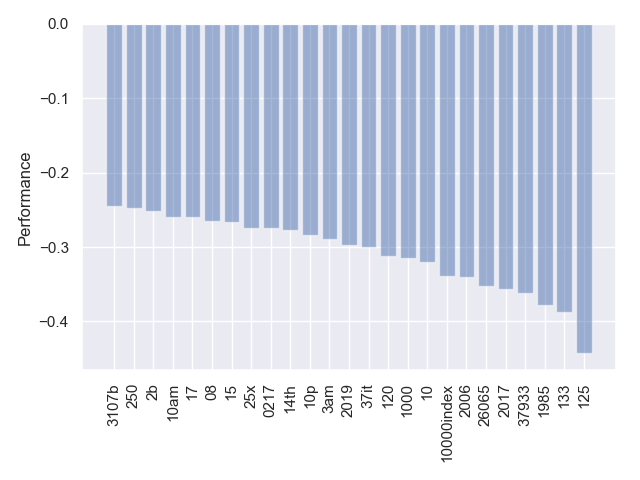 0.0
−0.1
−0.2
−0.3
−0.4
Performance
3107b
250
2b
10am
17
08
15
25x
0217
14th
10p
3am
2019
37it
120
1000
10
10000index
2006
26065
2017
37933
1985
133
125